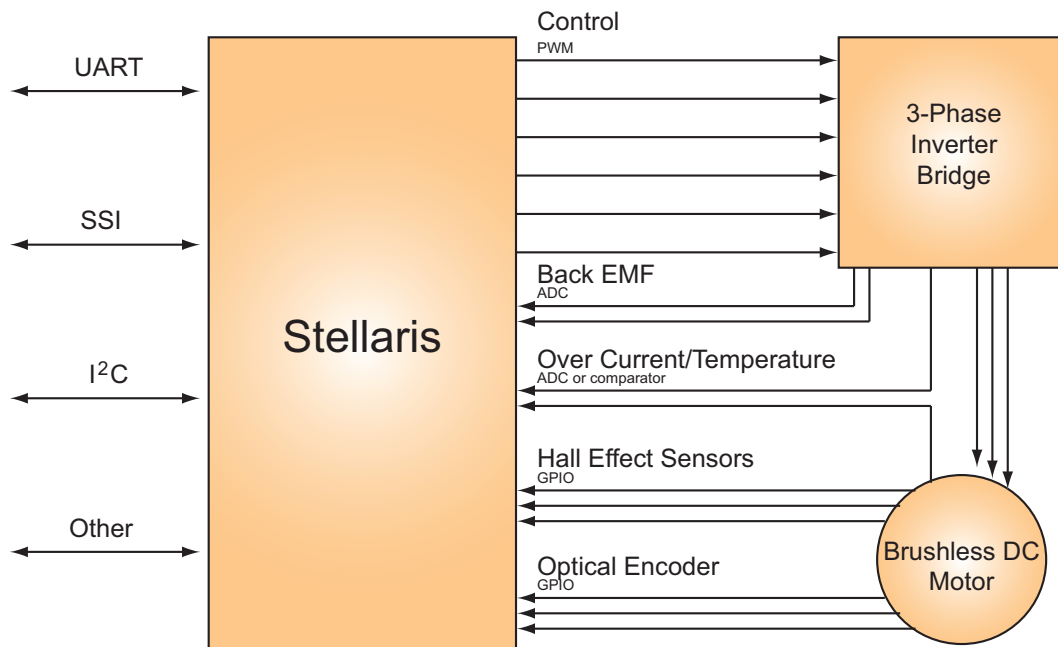 Control
PWM
UART
3-Phase
Inverter
Bridge
SSI
Back EMF
ADC
Stellaris
Over Current/Temperature
ADC or comparator
I²C
Hall Effect Sensors
GPIO
Other
Brushless DC
Motor
Optical Encoder
GPIO